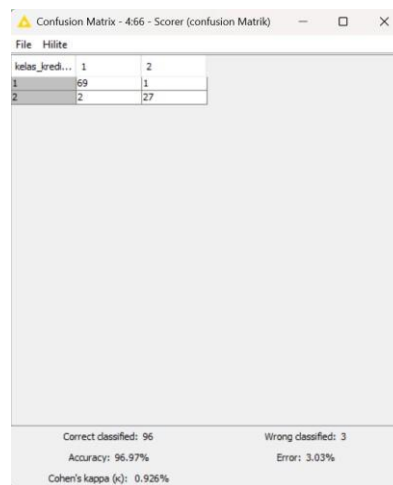 Confusion Matrix - 4:66 - Scorer (confusion Matrik)
File Hilite
kelas_kredi... 1 2
1 69 1
2 2 27
Correct classified: 96 Wrong classified: 3
Accuracy: 96.97% Error: 3.03%
Cohen's kappa (κ): 0.926%